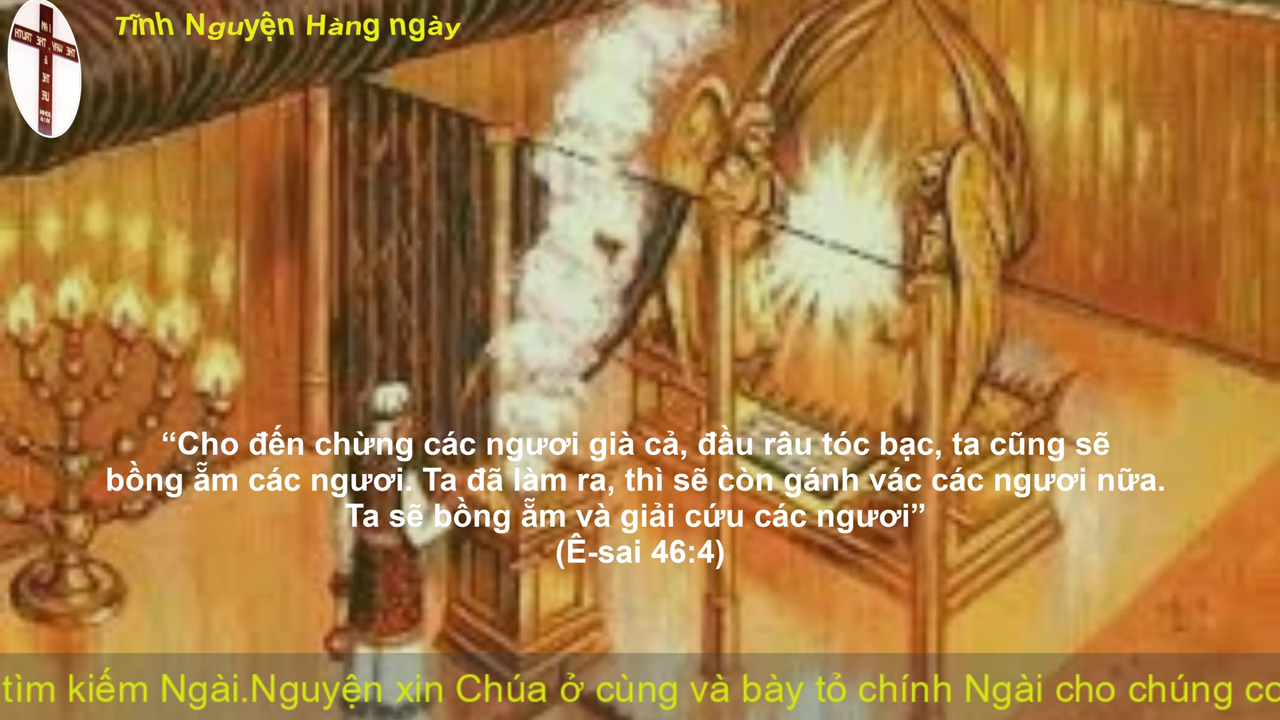 Tĩnh Nguyện Hàng ngày
“Cho đến chừng các ngươi già cả, đầu râu tóc bạc, ta cũng sẽ
bồng ẵm các ngươi. Ta đã làm ra, thì sẽ còn gánh vác các ngươi nữa.
Ta sẽ bồng ẵm và giải cứu các ngươi”
(Ê-sai 46:4)
tìm kiếm Ngài.Nguyện xin Chúa ở cùng và bày tỏ chính Ngài cho chúng